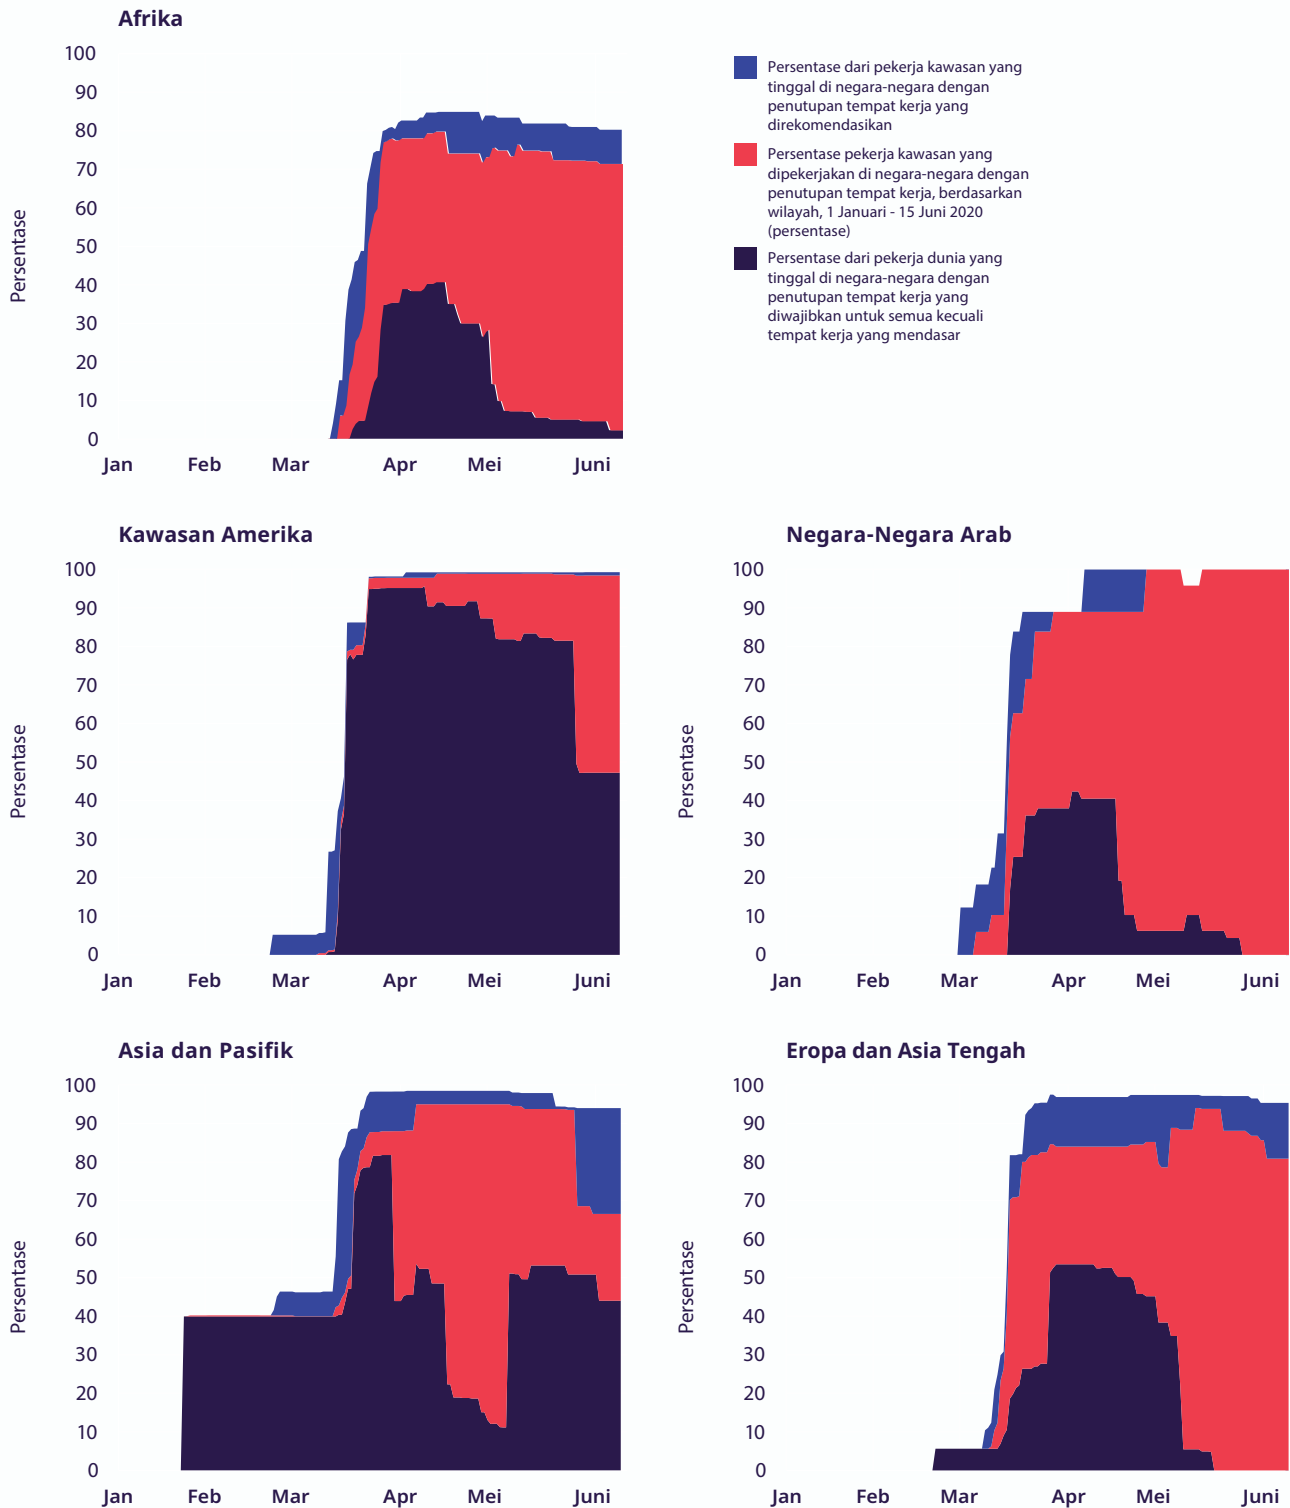 Afrika
100
90
80
70
60
50
40
30
20
10
0
Persentase
Jan Feb Mar Apr Mei Juni
Persentase dari pekerja kawasan yang
tinggal di negara-negara dengan
penutupan tempat kerja yang
direkomendasikan
Persentase pekerja kawasan yang
dipekerjakan di negara-negara dengan
penutupan tempat kerja, berdasarkan
wilayah, 1 Januari - 15 Juni 2020
(persentase)
Persentase dari pekerja dunia yang
tinggal di negara-negara dengan
penutupan tempat kerja yang
diwajibkan untuk semua kecuali
tempat kerja yang mendasar
Kawasan Amerika
100
90
80
70
60
50
40
30
20
10
0
Persentase
Jan Feb Mar Apr Mei Juni
Negara-Negara Arab
100
90
80
70
60
50
40
30
20
10
0
Persentase
Jan Feb Mar Apr Mei Juni
Asia dan Pasifik
100
90
80
70
60
50
40
30
20
10
0
Persentase
Jan Feb Mar Apr Mei Juni
Eropa dan Asia Tengah
100
90
80
70
60
50
40
30
20
10
0
Persentase
Jan Feb Mar Apr Mei Juni